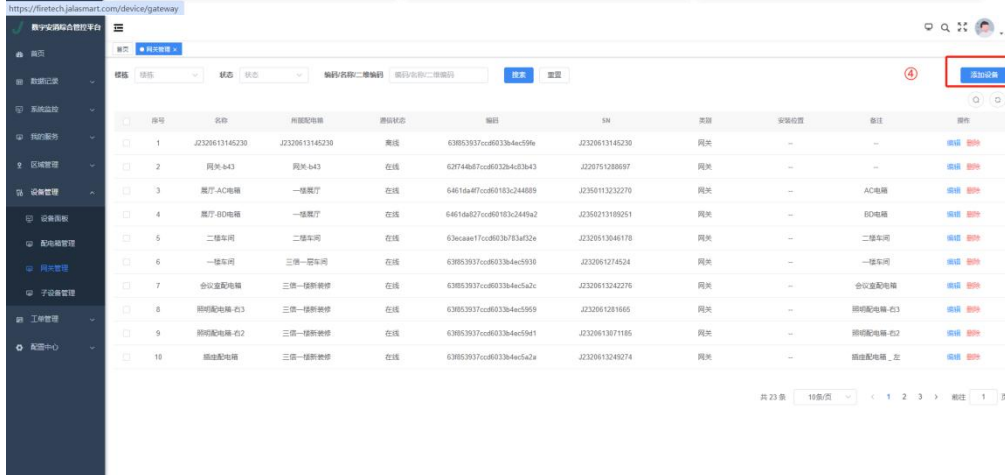 https://firetech.jalasmart.com/device/gateway
数字安消综合管控平台
首页
数据记录
系统监控
我的服务
区域管理
设备管理
设备面板
配电箱管理
网关管理
子设备管理
工单管理
配置中心
首页 网关管理 ×
楼栋 楼栋 状态 状态 编码/名称/二维编码 编码/名称/二维编码 搜索 重置 ④ 添加设备
序号 名称 所属配电箱 通信状态 编码 SN 类别 安装位置 备注 操作
1 J2320613145230 J2320613145230 离线 63f853937ccd6033b4ec59fe J2320613145230 网关 -- -- 编辑 删除
2 网关-b43 网关-b43 在线 62f744b87ccd6032b4c83b43 J220751288697 网关 -- -- 编辑 删除
3 展厅-AC电箱 一楼展厅 在线 6461da4f7ccd60183c244889 J2350113232270 网关 -- AC电箱 编辑 删除
4 展厅-BD电箱 一楼展厅 在线 6461da827ccd60183c2449a2 J2350213189251 网关 -- BD电箱 编辑 删除
5 二楼车间 二楼车间 在线 63ecaae17ccd603b783af32e J2320513046178 网关 -- 二楼车间 编辑 删除
6 一楼车间 三信一层车间 在线 63f853937ccd6033b4ec5930 J232061274524 网关 -- 一楼车间 编辑 删除
7 会议室配电箱 三信一楼新装修 在线 63f853937ccd6033b4ec5a2c J2320613242276 网关 -- 会议室配电箱 编辑 删除
8 照明配电箱-右3 三信一楼新装修 在线 63f853937ccd6033b4ec5959 J232061281665 网关 -- 照明配电箱-右3 编辑 删除
9 照明配电箱-右2 三信一楼新装修 在线 63f853937ccd6033b4ec59d1 J2320613071185 网关 -- 照明配电箱-右2 编辑 删除
10 插座配电箱 三信一楼新装修 在线 63f853937ccd6033b4ec5a2a J2320613249274 网关 -- 插座配电箱 _ 左 编辑 删除
共 23 条 10条/页 < 1 2 3 > 前往 1 页